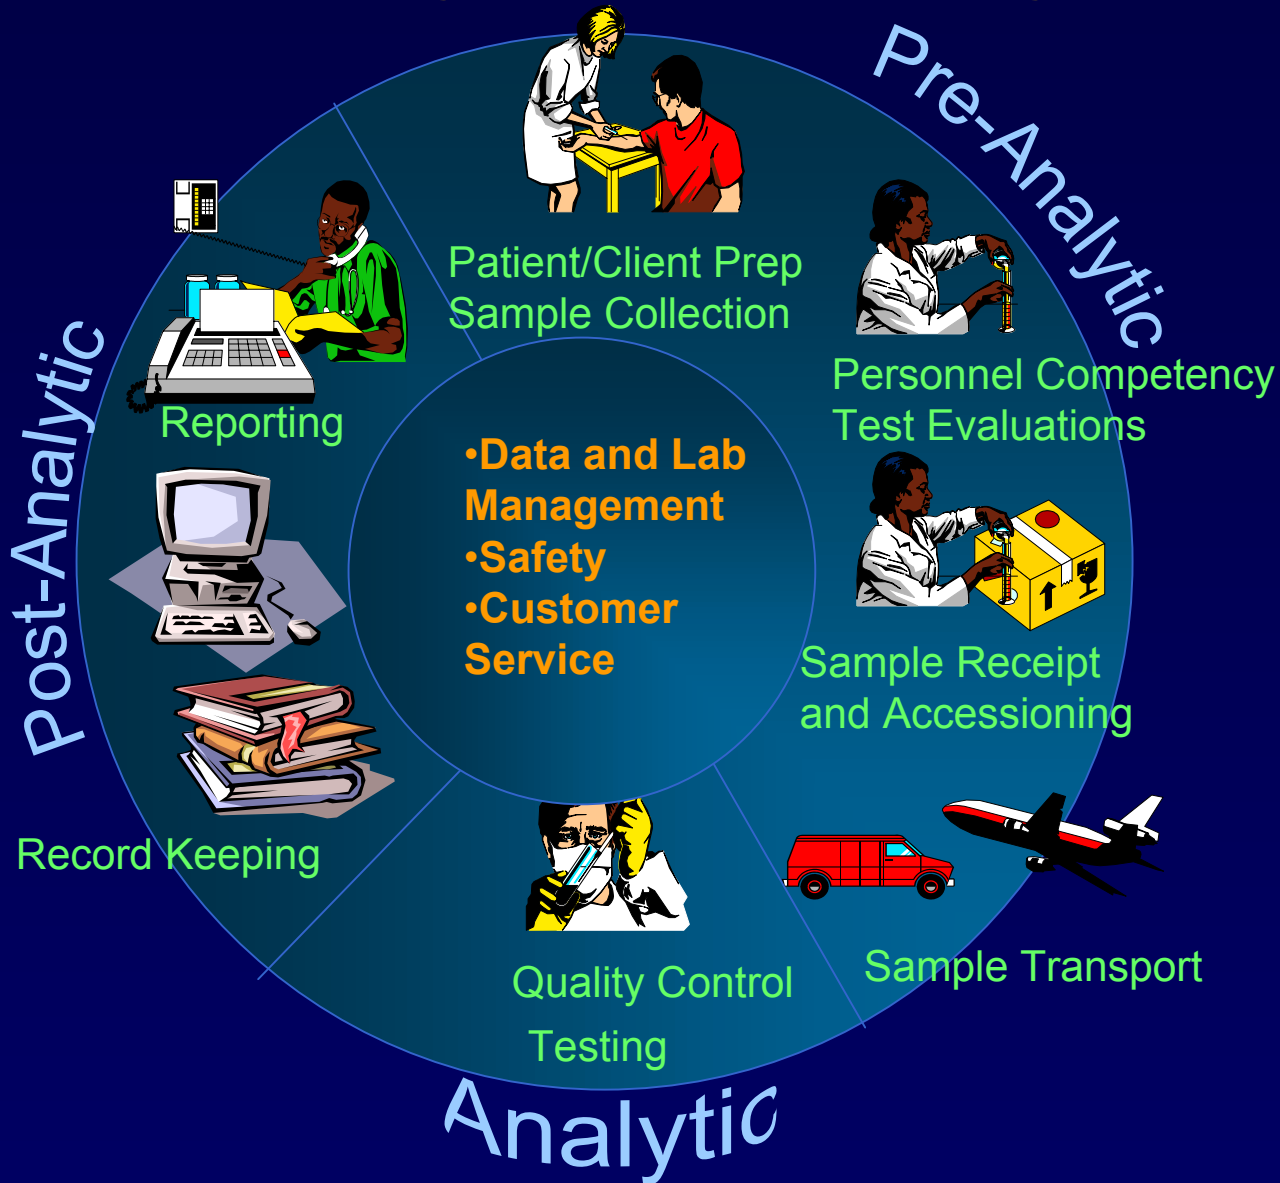 Pre-Analytic
Patient/Client Prep
Sample Collection
Personnel Competency
Test Evaluations
Sample Receipt
and Accessioning
Sample Transport
Analytic
Quality Control
Testing
Post-Analytic
Reporting
Record Keeping
•Data and Lab
Management
•Safety
•Customer
Service